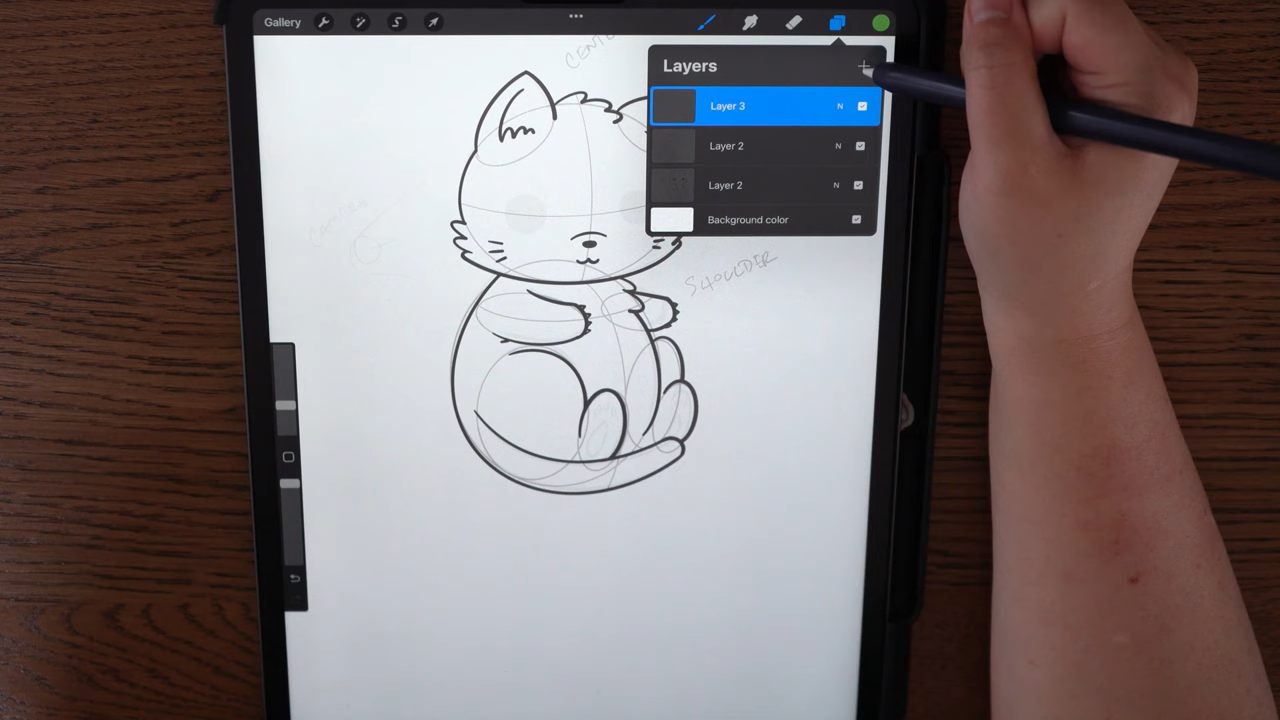 Gallery
Layers
Layer 3 N
Layer 2 N
Layer 2 N
Background color
SHOULDER